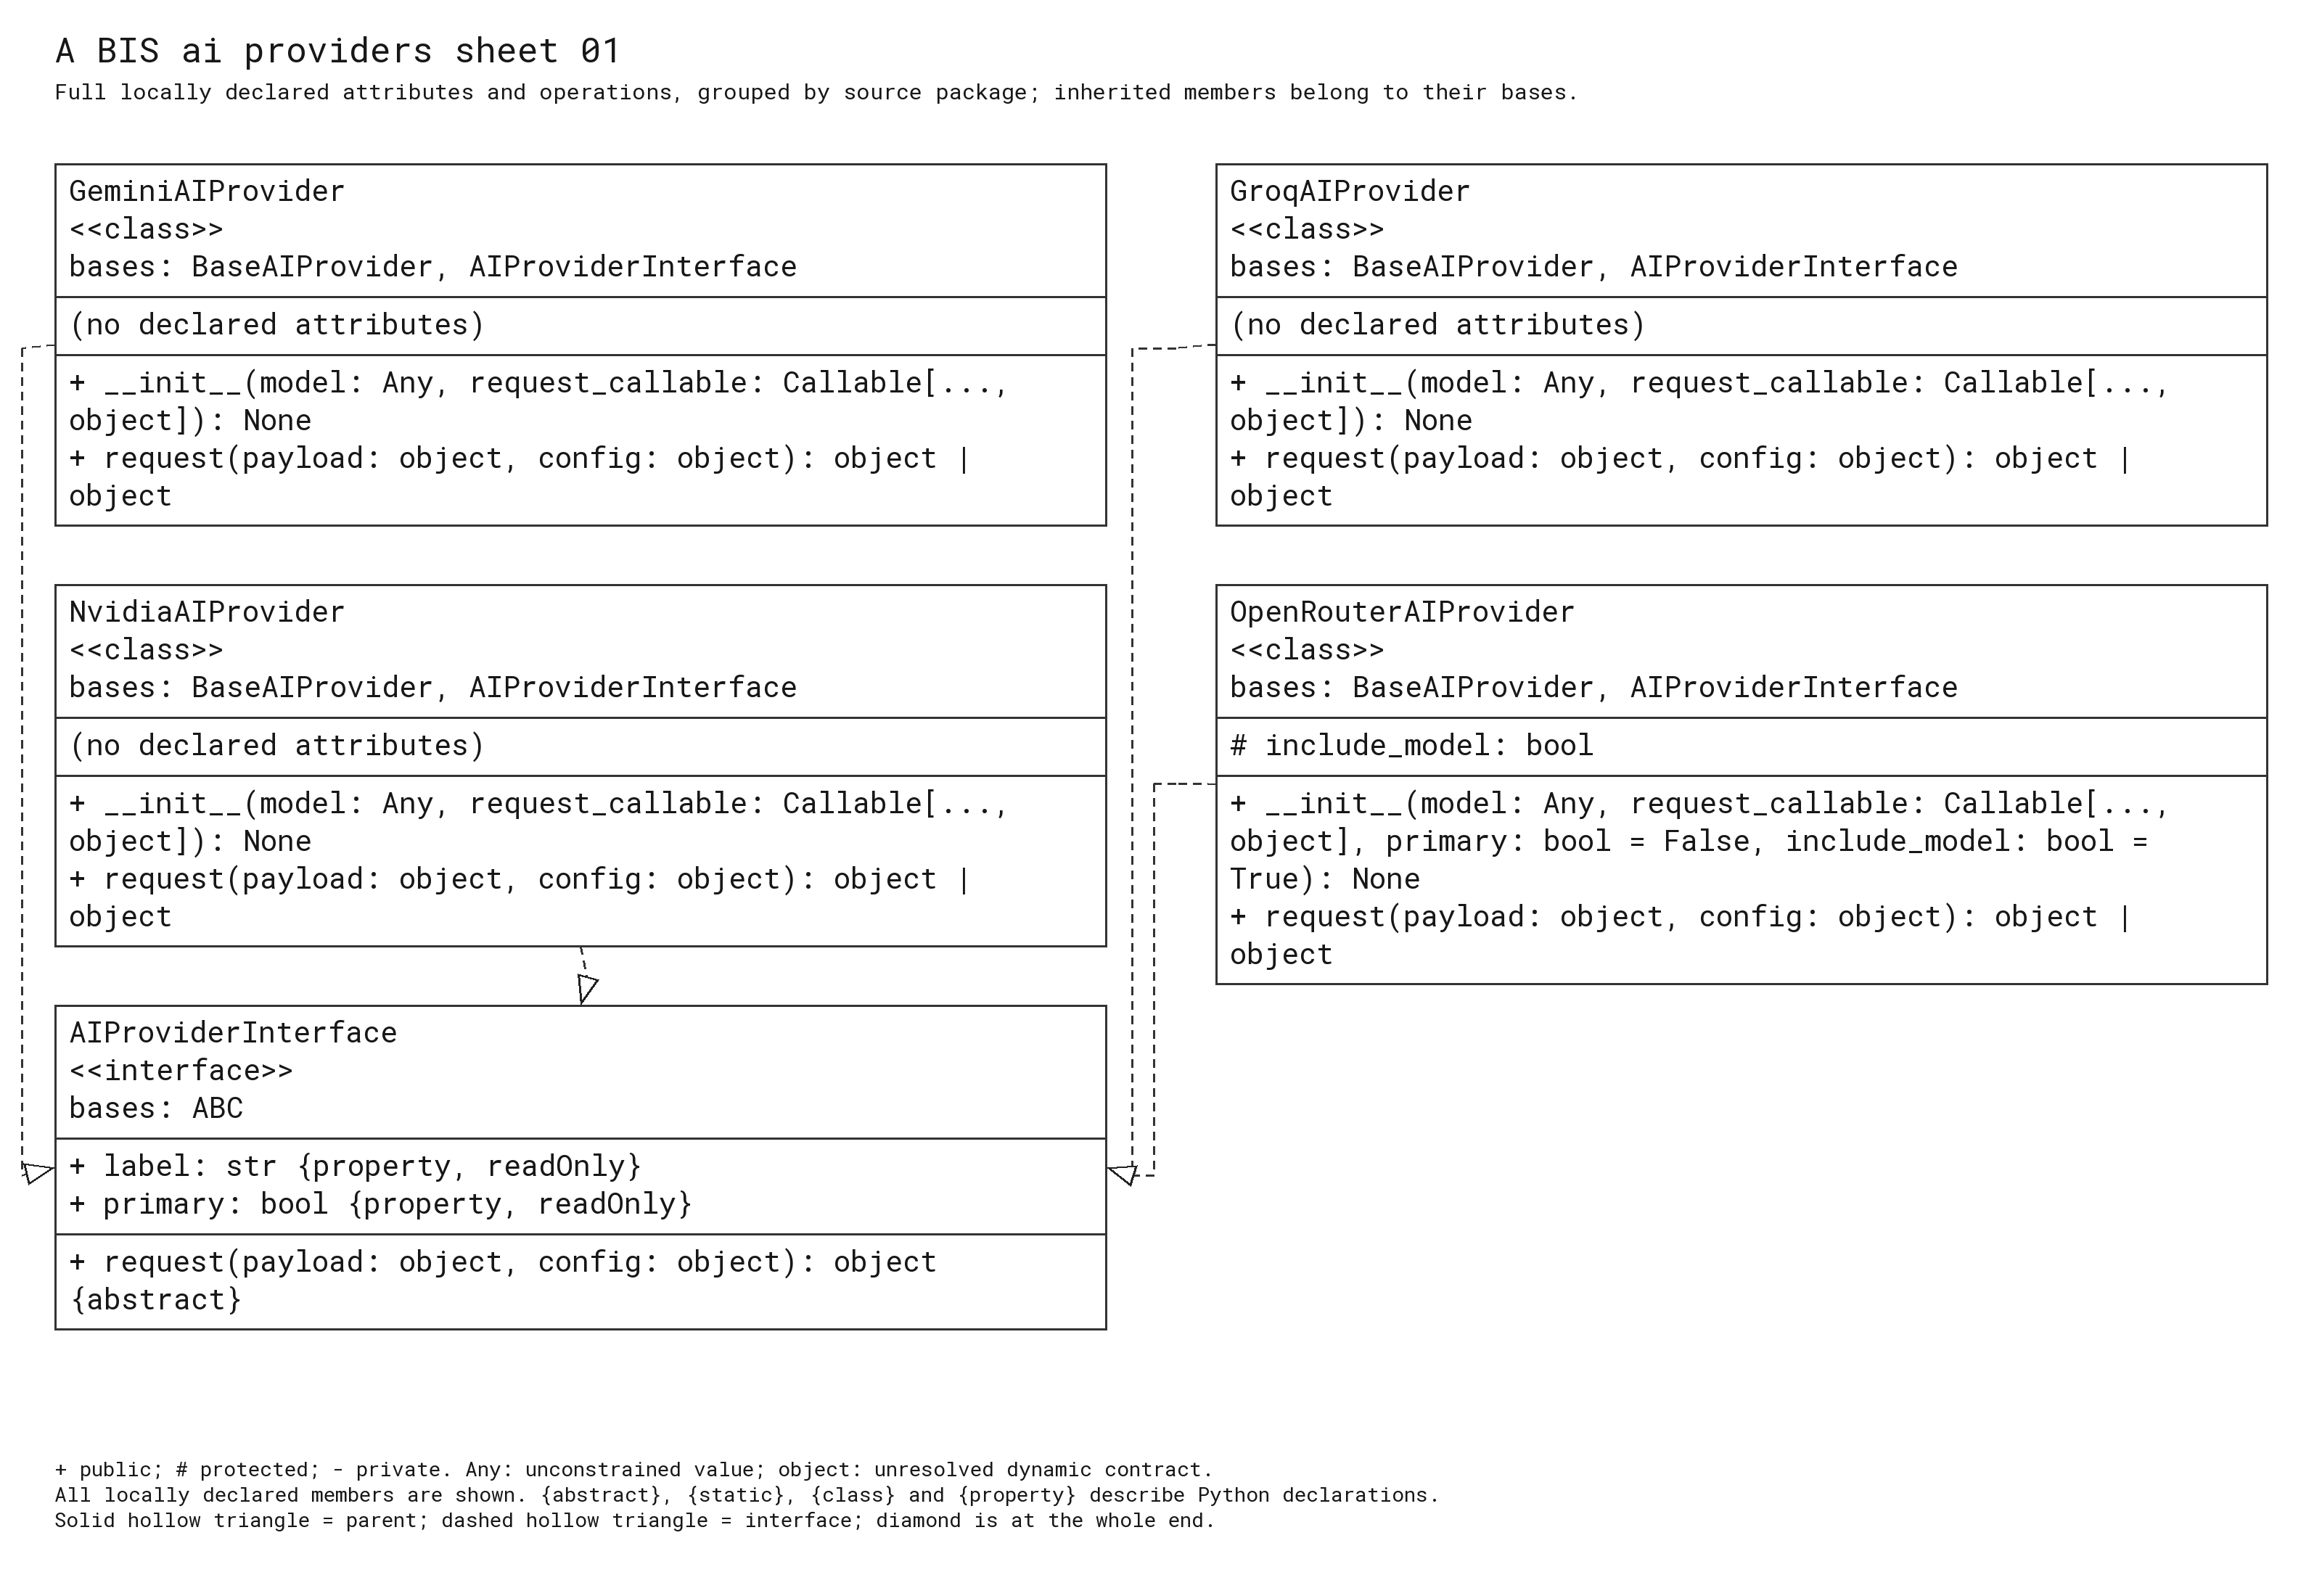 A BIS ai providers sheet 01
Full locally declared attributes and operations, grouped by source package; inherited members belong to their bases.
GeminiAIProvider
<<class>>
bases: BaseAIProvider, AIProviderInterface
(no declared attributes)
+ __init__(model: Any, request_callable: Callable[...,
object]): None
+ request(payload: object, config: object): object |
object
GroqAIProvider
<<class>>
bases: BaseAIProvider, AIProviderInterface
(no declared attributes)
+ __init__(model: Any, request_callable: Callable[...,
object]): None
+ request(payload: object, config: object): object |
object
NvidiaAIProvider
<<class>>
bases: BaseAIProvider, AIProviderInterface
(no declared attributes)
+ __init__(model: Any, request_callable: Callable[...,
object]): None
+ request(payload: object, config: object): object |
object
OpenRouterAIProvider
<<class>>
bases: BaseAIProvider, AIProviderInterface
# include_model: bool
+ __init__(model: Any, request_callable: Callable[...,
object], primary: bool = False, include_model: bool =
True): None
+ request(payload: object, config: object): object |
object
AIProviderInterface
<<interface>>
bases: ABC
+ label: str {property, readOnly}
+ primary: bool {property, readOnly}
+ request(payload: object, config: object): object
{abstract}
+ public; # protected; - private. Any: unconstrained value; object: unresolved dynamic contract.
All locally declared members are shown. {abstract}, {static}, {class} and {property} describe Python declarations.
Solid hollow triangle = parent; dashed hollow triangle = interface; diamond is at the whole end.